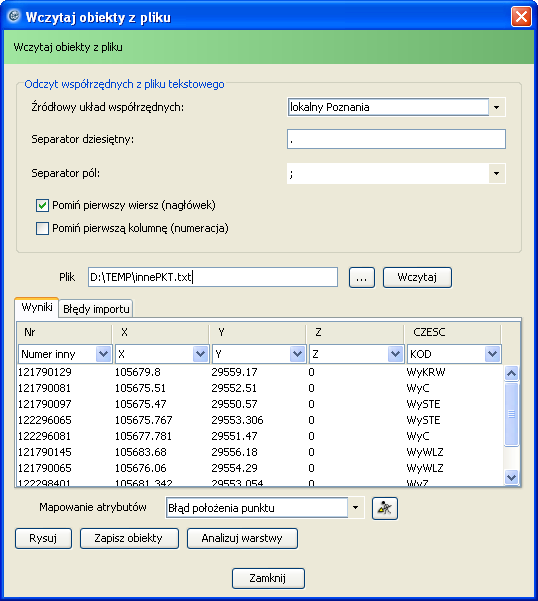 Wczytaj obiekty z pliku
Wczytaj obiekty z pliku
Odczyt współrzędnych z pliku tekstowego
Źródłowy układ współrzędnych: lokalny Poznania
Separator dziesiętny: .
Separator pól: ;
Pomiń pierwszy wiersz (nagłówek)
Pomiń pierwszą kolumnę (numeracja)
Plik D:\TEMP\innePKT.txt ... Wczytaj
Wyniki Błędy importu
Nr X Y Z CZESC
Numer inny X Y Z KOD
121790129 105679.8 29559.17 0 WyKRW
121790081 105675.51 29552.51 0 WyC
121790097 105675.47 29550.57 0 WySTE
122296065 105675.767 29553.306 0 WySTE
122296081 105677.781 29551.47 0 WyC
121790145 105683.68 29556.18 0 WyWLZ
121790065 105676.06 29554.29 0 WyWLZ
122298401 105681.342 29553.054 0 WyZ
Mapowanie atrybutów Błąd położenia punktu
Rysuj Zapisz obiekty Analizuj warstwy
Zamknij